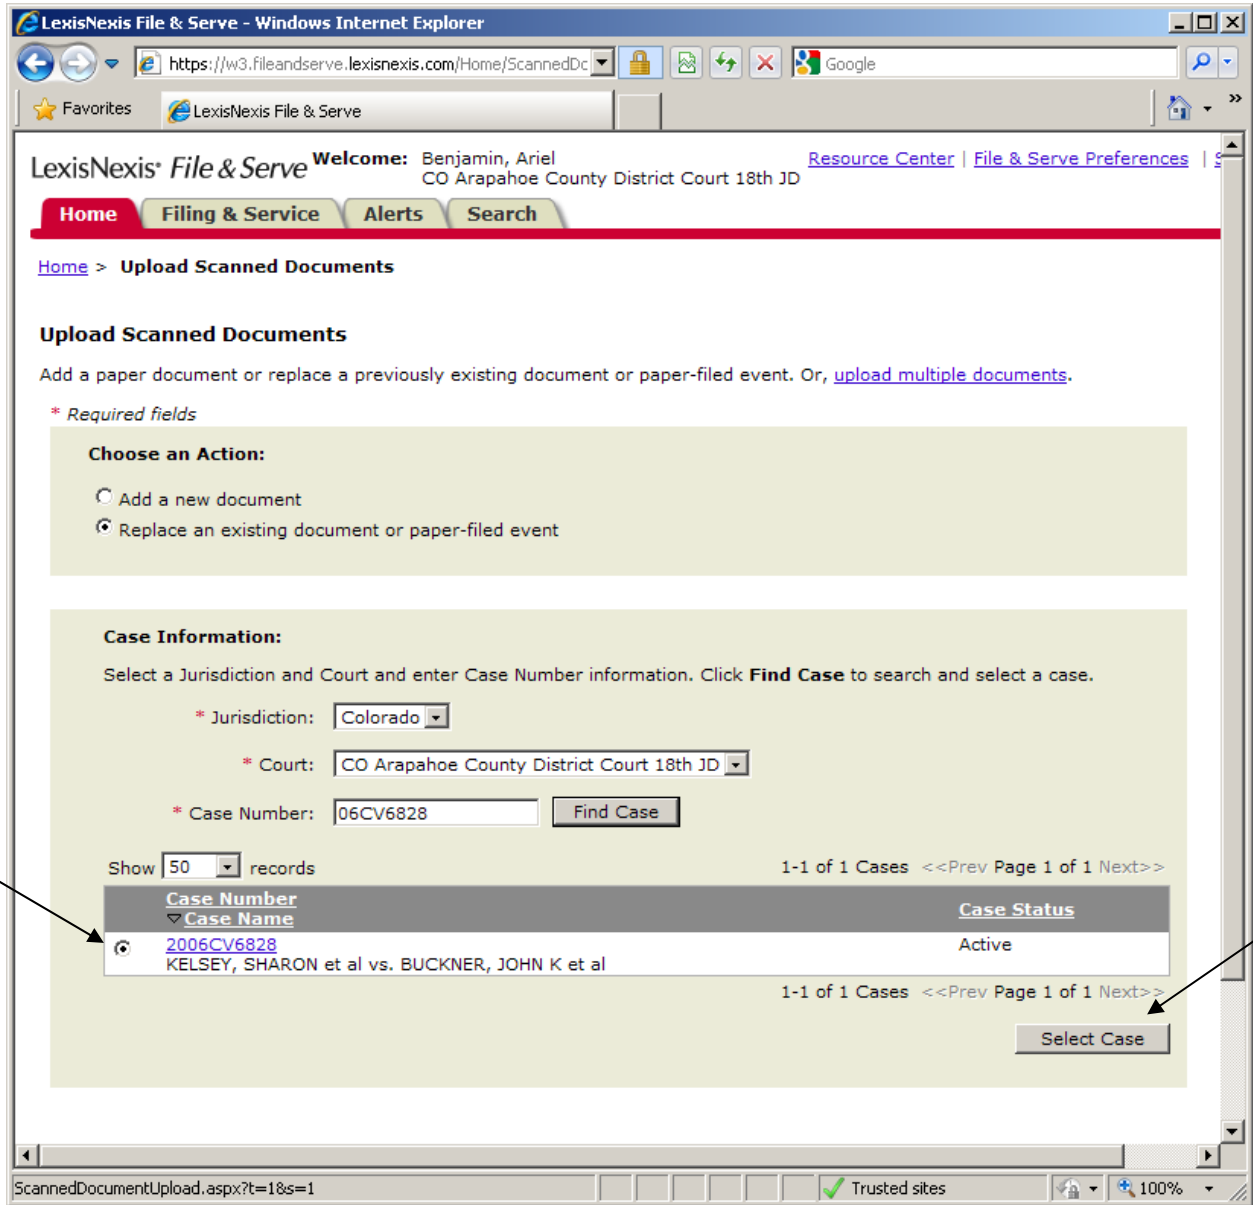 LexisNexis File & Serve - Windows Internet Explorer
https://w3.fileandserve.lexisnexis.com/Home/ScannedDc
Google
Favorites
LexisNexis File & Serve
»
LexisNexis® File & Serve
Welcome: Benjamin, Ariel
CO Arapahoe County District Court 18th JD
Resource Center | File & Serve Preferences |
Home Filing & Service Alerts Search
Home > Upload Scanned Documents
Upload Scanned Documents
Add a paper document or replace a previously existing document or paper-filed event. Or, upload multiple documents.
* Required fields
Choose an Action:
Add a new document
Replace an existing document or paper-filed event
Case Information:
Select a Jurisdiction and Court and enter Case Number information. Click Find Case to search and select a case.
* Jurisdiction: Colorado
* Court: CO Arapahoe County District Court 18th JD
* Case Number: 06CV6828 Find Case
Show 50 records 1-1 of 1 Cases <<Prev Page 1 of 1 Next>>
Case Number
Case Name Case Status
2006CV6828 Active
KELSEY, SHARON et al vs. BUCKNER, JOHN K et al
1-1 of 1 Cases <<Prev Page 1 of 1 Next>>
Select Case
ScannedDocumentUpload.aspx?t=1&s=1 Trusted sites 100%